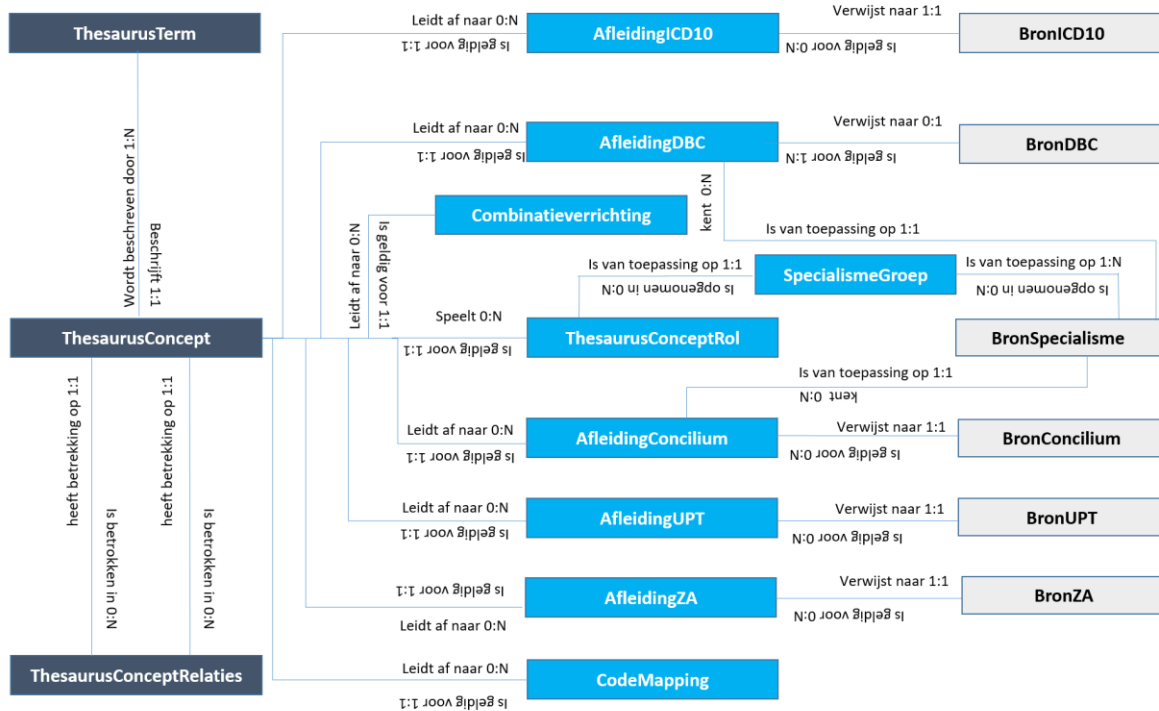 ThesaurusTerm
Leidt af naar 0:N
Is geldig voor 1:1
AfleidingICD10
Verwijst naar 1:1
Is geldig voor 0:N
BronICD10
Leidt af naar 0:N
Is geldig voor 1:1
AfleidingDBC
Verwijst naar 0:1
Is geldig voor 1:N
BronDBC
Wordt beschreven door 1:N
Beschrijft 1:1
Combinatieverrichting
Leidt af naar 0:N
Is geldig voor 1:1
kent 0:N
Is van toepassing op 1:1
Is van toepassing op 1:1
Is opgenomen in 0:N
SpecialismeGroep
Is van toepassing op 1:N
Is opgenomen in 0:N
ThesaurusConcept
Speelt 0:N
Is geldig voor 1:1
ThesaurusConceptRol
BronSpecialisme
Is van toepassing op 1:1
kent 0:N
heeft betrekking op 1:1
Is betrokken in 0:N
heeft betrekking op 1:1
Is betrokken in 0:N
Leidt af naar 0:N
Is geldig voor 1:1
AfleidingConcilium
Verwijst naar 1:1
Is geldig voor 0:N
BronConcilium
Leidt af naar 0:N
Is geldig voor 1:1
AfleidingUPT
Verwijst naar 1:1
Is geldig voor 0:N
BronUPT
Is geldig voor 1:1
Leidt af naar 0:N
AfleidingZA
Verwijst naar 1:1
Is geldig voor 0:N
BronZA
ThesaurusConceptRelaties
Leidt af naar 0:N
Is geldig voor 1:1
CodeMapping